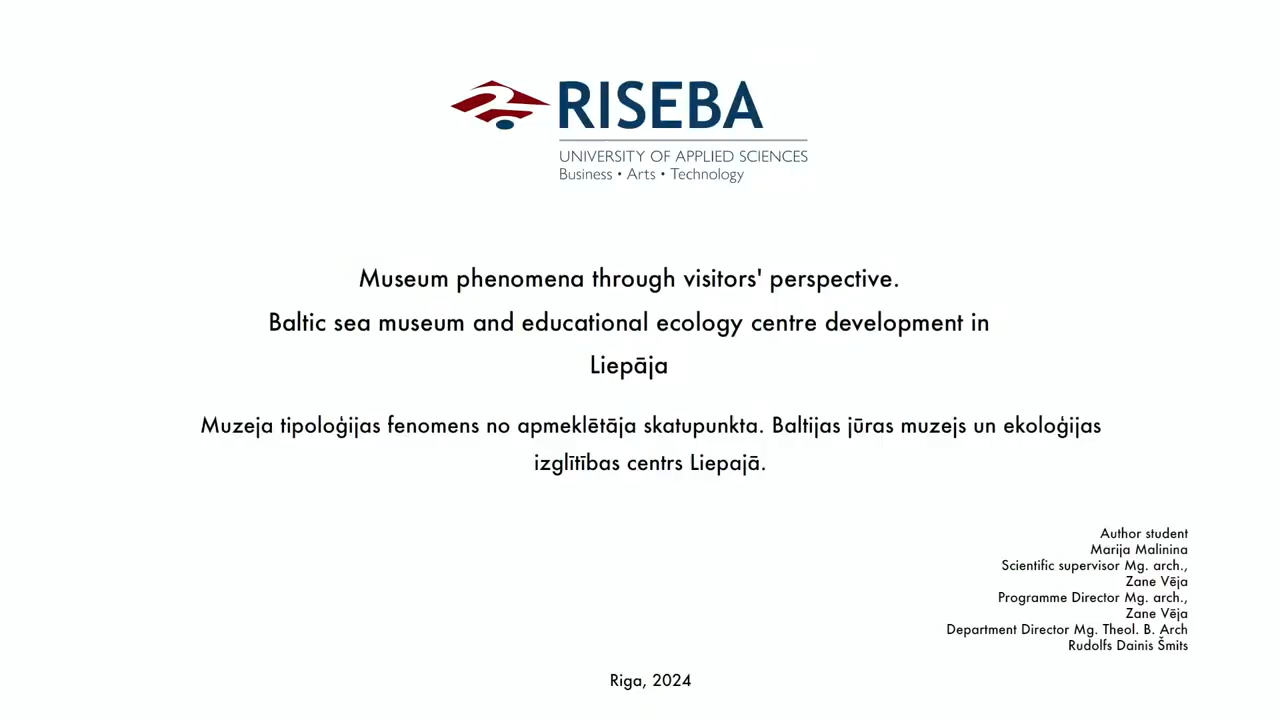 RISEBA
UNIVERSITY OF APPLIED SCIENCES
Business • Arts • Technology
Museum phenomena through visitors' perspective.
Baltic sea museum and educational ecology centre development in
Liepāja
Muzeja tipoloģijas fenomens no apmeklētāja skatupunkta. Baltijas jūras muzejs un ekoloģijas
izglītības centrs Liepajā.
Author student
Marija Malinina
Scientific supervisor Mg. arch.,
Zane Vēja
Programme Director Mg. arch.,
Zane Vēja
Department Director Mg. Theol. B. Arch
Rudolfs Dainis Šmits
Riga, 2024